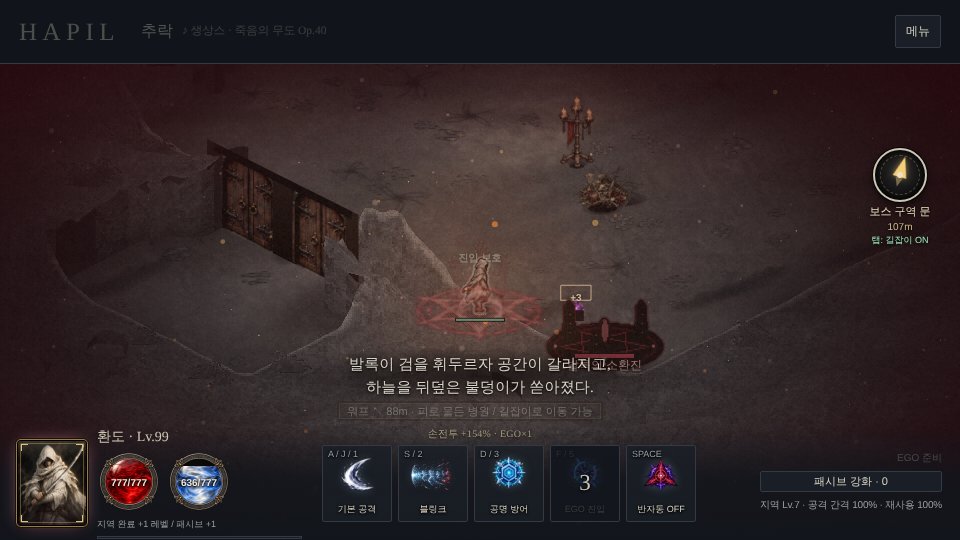 HAPIL 추락 ♪ 생상스 · 죽음의 무도 Op.40
메뉴
보스 구역 문
107m
탭: 길잡이 ON
진입 보호
+3
소환진
발록이 검을 휘두르자 공간이 갈라지고,
하늘을 뒤덮은 불덩이가 쏟아졌다.
워프 ↖ 88m · 피로 물든 병원 / 길잡이로 이동 가능
손전투 +154% · EGO×1
환도 · Lv.99
777/777
636/777
지역 완료 +1 레벨 / 패시브 +1
A / J / 1
기본 공격
S / 2
블링크
D / 3
공명 방어
3
EGO 진입
SPACE
반자동 OFF
EGO 준비
패시브 강화 · 0
지역 Lv.7 · 공격 간격 100% · 재사용 100%